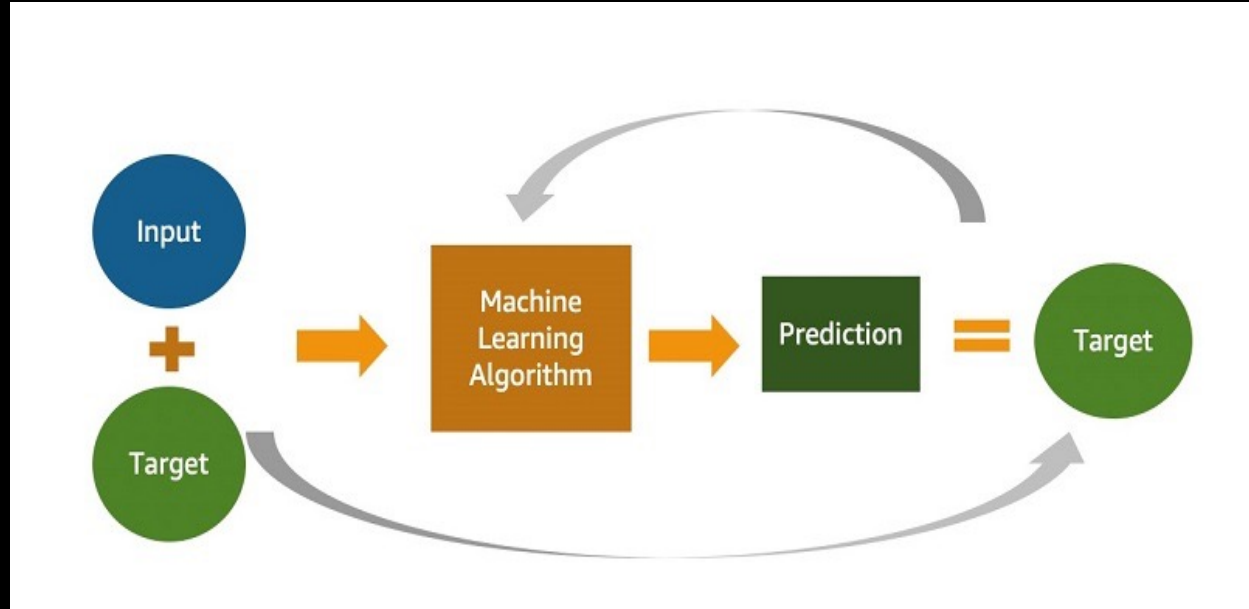 Input
+
Target
Machine
Learning
Algorithm
Prediction
=
Target